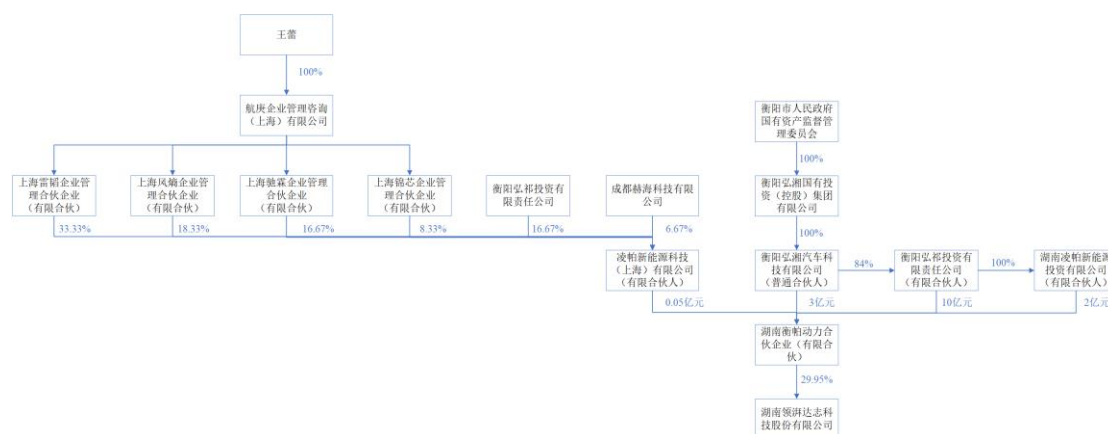 王蕾
100%
航庚企业管理咨询
（上海）有限公司
衡阳市人民政府
国有资产监督管
理委员会
100%
上海雷韬企业管
理合伙企业
（有限合伙）
上海风熵企业管
理合伙企业
（有限合伙）
上海驰霖企业管理
合伙企业
（有限合伙）
上海锦芯企业管
理合伙企业
（有限合伙）
衡阳弘祁投资有
限责任公司
成都赫海科技有限
公司
衡阳弘湘国有投
资（控股）集团
有限公司
33.33%
18.33%
16.67%
8.33%
16.67%
6.67%
100%
凌帕新能源科技
（上海）有限公司
（有限合伙人）
衡阳弘湘汽车科
技有限公司
（普通合伙人）
84%
衡阳弘祁投资有
限责任公司
（有限合伙人）
100%
湖南凌帕新能源
投资有限公司
（有限合伙人）
0.05亿元
3亿元
10亿元
2亿元
湖南衡帕动力合
伙企业（有限合
伙）
29.95%
湖南领湃达志科
技股份有限公司